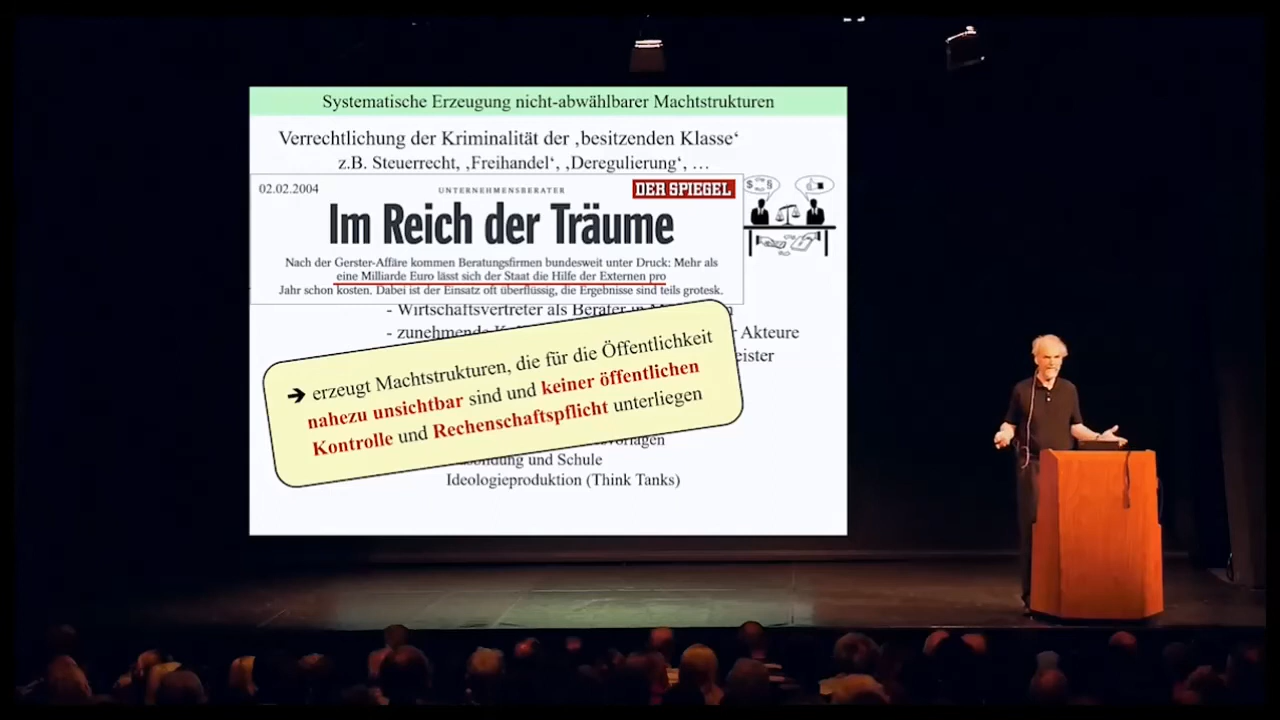 Systematische Erzeugung nicht-abwählbarer Machtstrukturen
Verrechtlichung der Kriminalität der ‚besitzenden Klasse‘
z.B. Steuerrecht, ‚Freihandel‘, ‚Deregulierung‘, …
02.02.2004
UNTERNEHMENSBERATER
DER SPIEGEL
Im Reich der Träume
Nach der Gerster-Affäre kommen Beratungsfirmen bundesweit unter Druck: Mehr als
eine Milliarde Euro lässt sich der Staat die Hilfe der Externen pro
Jahr schon kosten. Dabei ist der Einsatz oft überflüssig, die Ergebnisse sind teils grotesk.
- Wirtschaftsvertreter als Berater in
- zunehmende Akteure
➔ erzeugt Machtstrukturen, die für die Öffentlichkeit
nahezu unsichtbar sind und keiner öffentlichen
Kontrolle und Rechenschaftspflicht unterliegen
und Schule
Ideologieproduktion (Think Tanks)